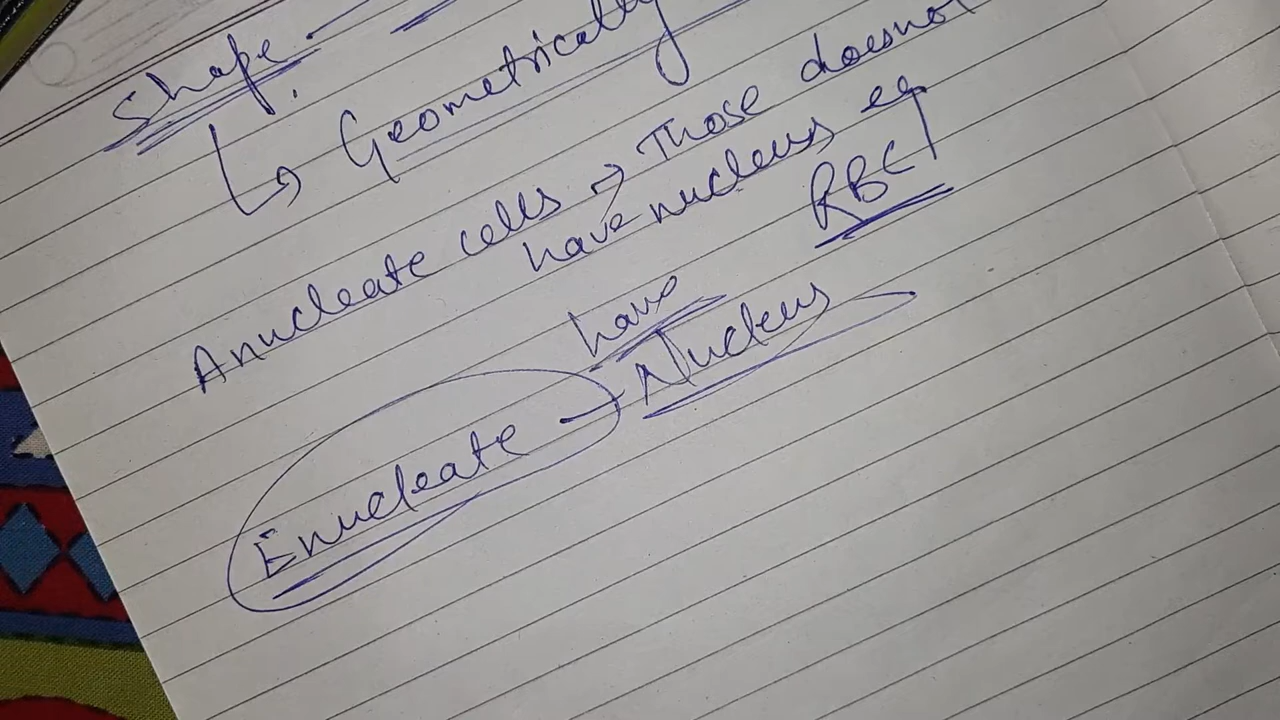 Shape :-
↳ Geometrically
Anucleate cells → Those doesnot
have nucleus eg
RBC
have
Enucleate - Nucleus